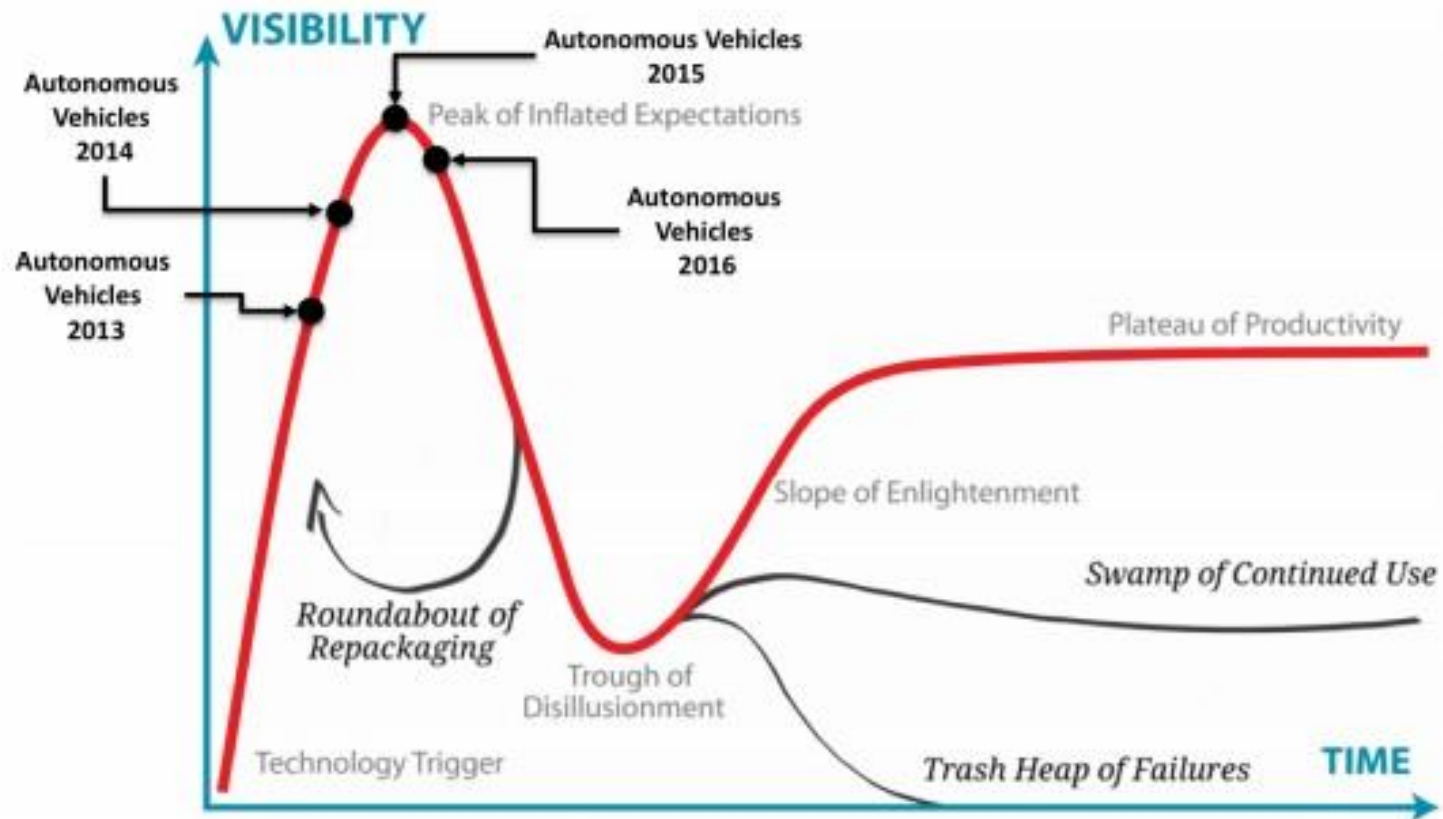 VISIBILITY
Autonomous Vehicles
2015
Autonomous
Vehicles
2014
Peak of Inflated Expectations
Autonomous
Vehicles
2016
Autonomous
Vehicles
2013
Plateau of Productivity
Slope of Enlightenment
Swamp of Continued Use
Roundabout of
Repackaging
Trough of
Disillusionment
Technology Trigger
Trash Heap of Failures
TIME